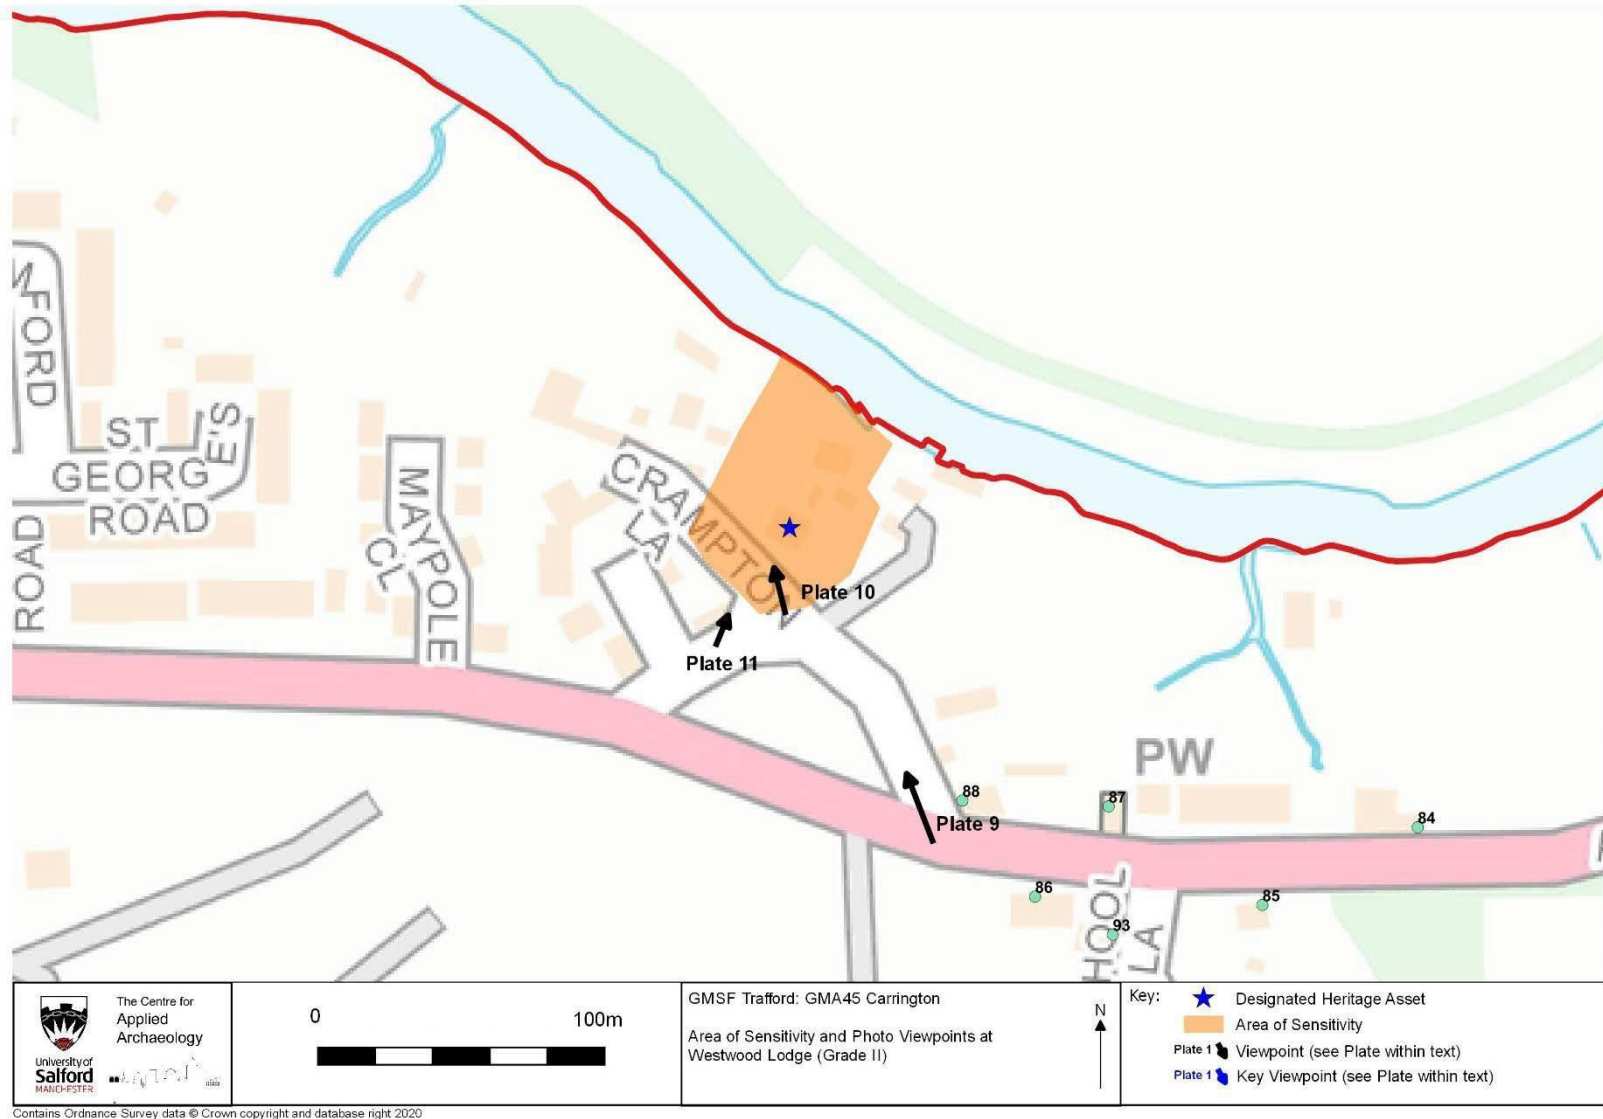 FORD
ROAD
ST
GEORGE'S
ROAD
MAYPOLE
CL
CRAMPTON
LA
Plate 10
Plate 11
Plate 9
PW
88
87
84
86
85
93
HOOL
LA
University of
Salford
MANCHESTER
The Centre for
Applied
Archaeology
0
100m
GMSF Trafford: GMA45 Carrington
Area of Sensitivity and Photo Viewpoints at
Westwood Lodge (Grade II)
N
Key:
Designated Heritage Asset
Area of Sensitivity
Plate 1 Viewpoint (see Plate within text)
Plate 1 Key Viewpoint (see Plate within text)
Contains Ordnance Survey data © Crown copyright and database right 2020